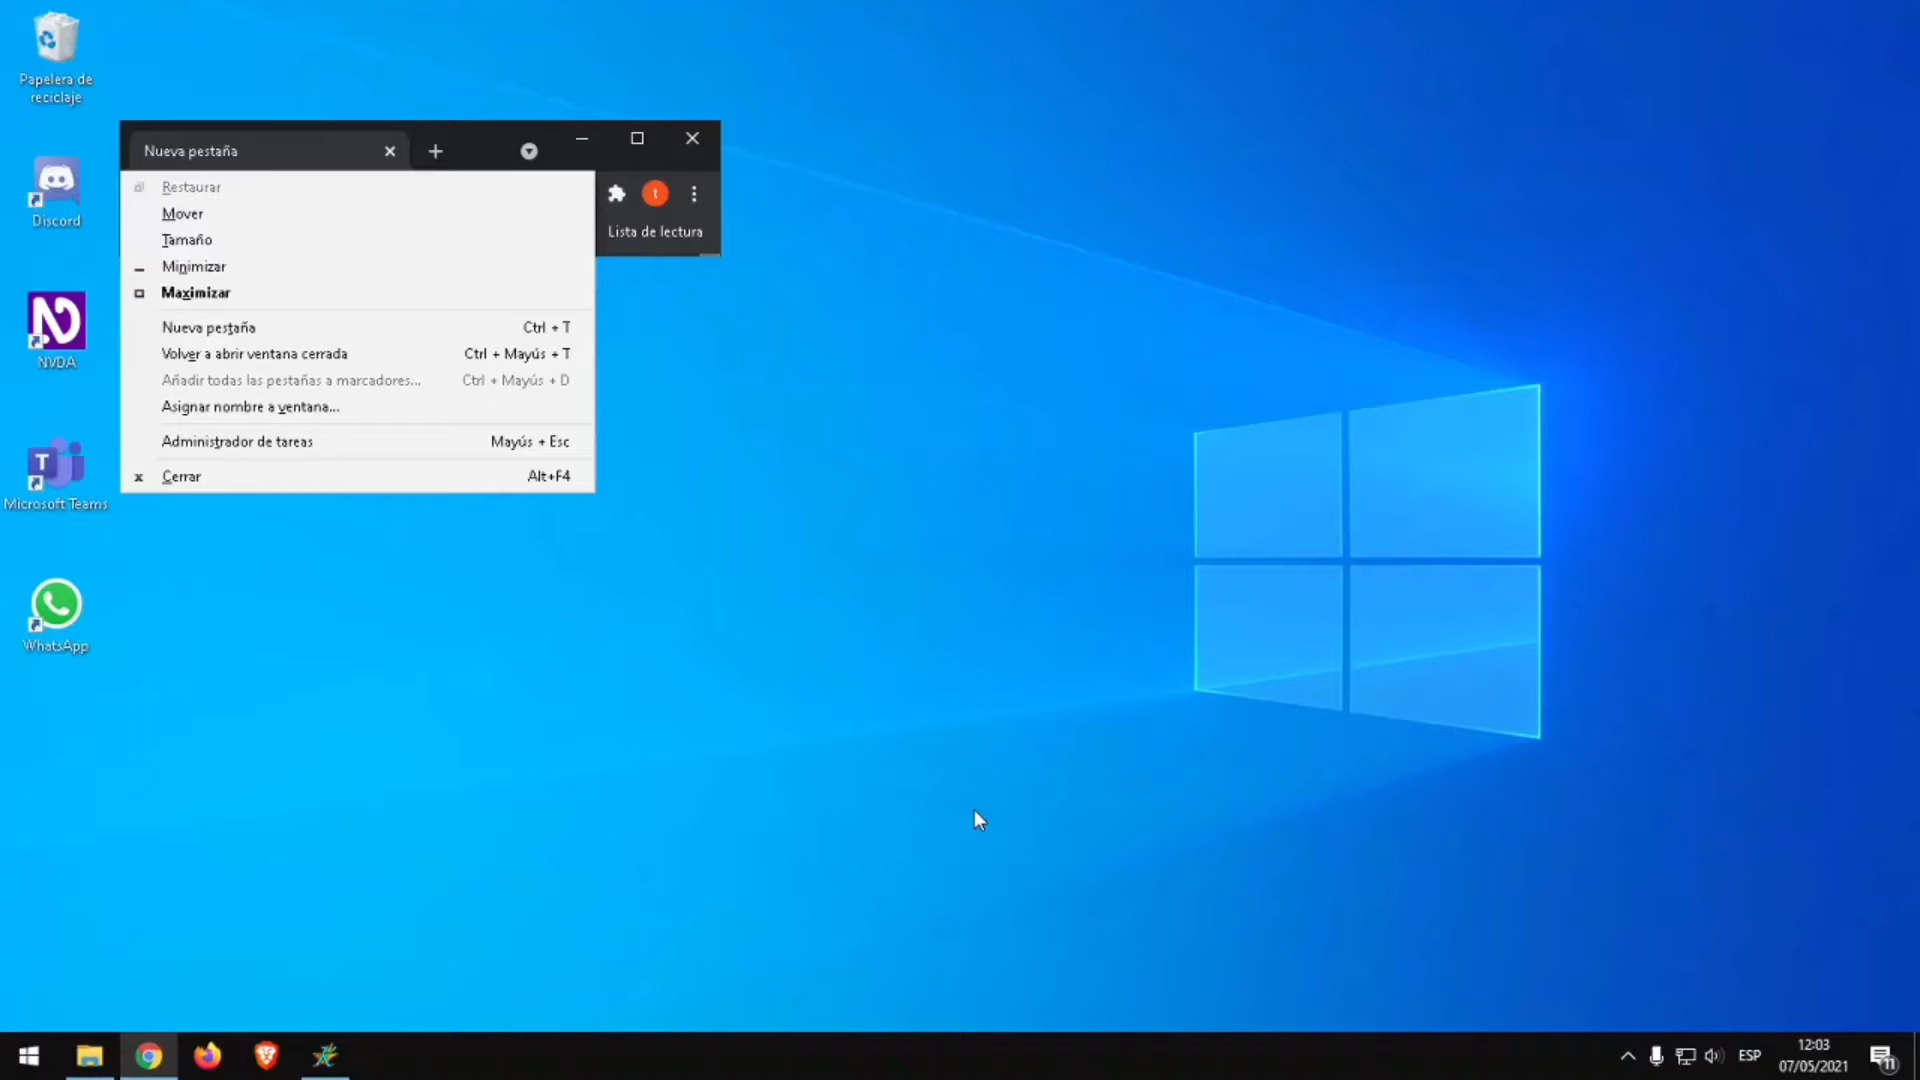 Papelera de
reciclaje
Discord
NVDA
Microsoft Teams
WhatsApp
Nueva pestaña
Lista de lectura
Restaurar
Mover
Tamaño
Minimizar
Maximizar
Nueva pestaña Ctrl + T
Volver a abrir ventana cerrada Ctrl + Mayús + T
Añadir todas las pestañas a marcadores... Ctrl + Mayús + D
Asignar nombre a ventana...
Administrador de tareas Mayús + Esc
Cerrar Alt+F4
t
ESP
12:03
07/05/2021
11